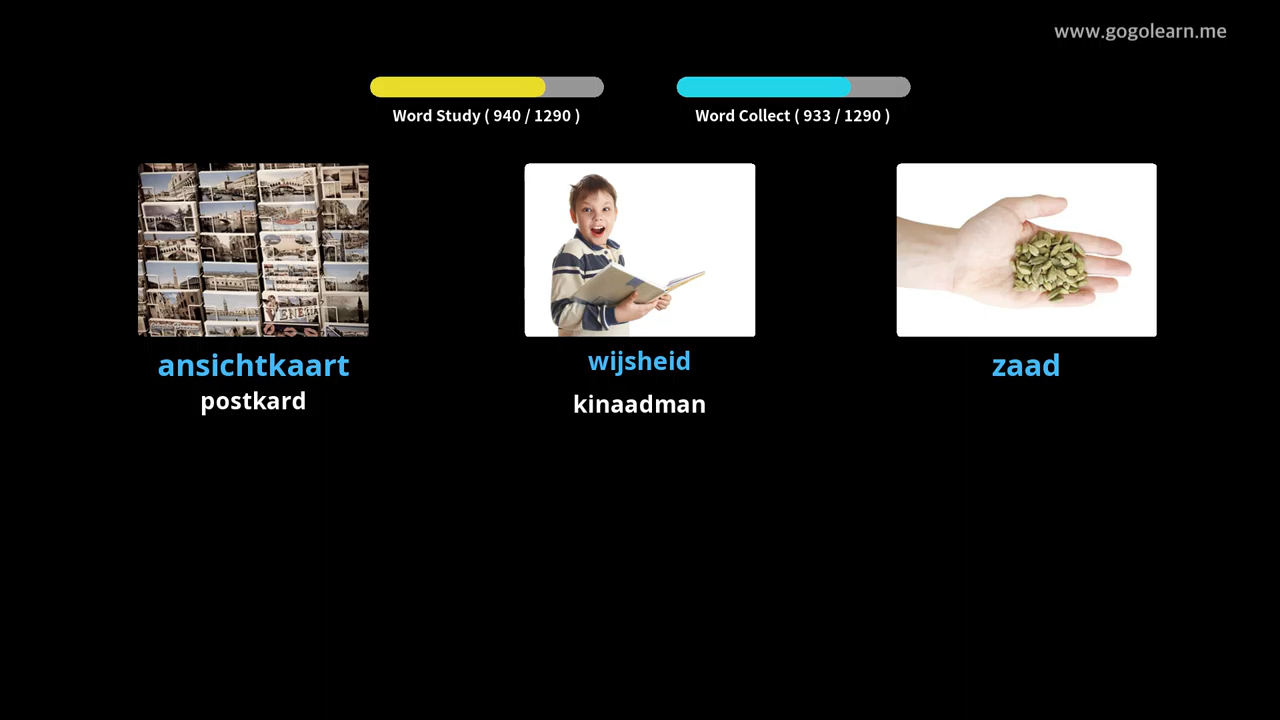 www.gogolearn.me
Word Study ( 940 / 1290 )
Word Collect ( 933 / 1290 )
ansichtkaart
postkard
wijsheid
kinaadman
zaad